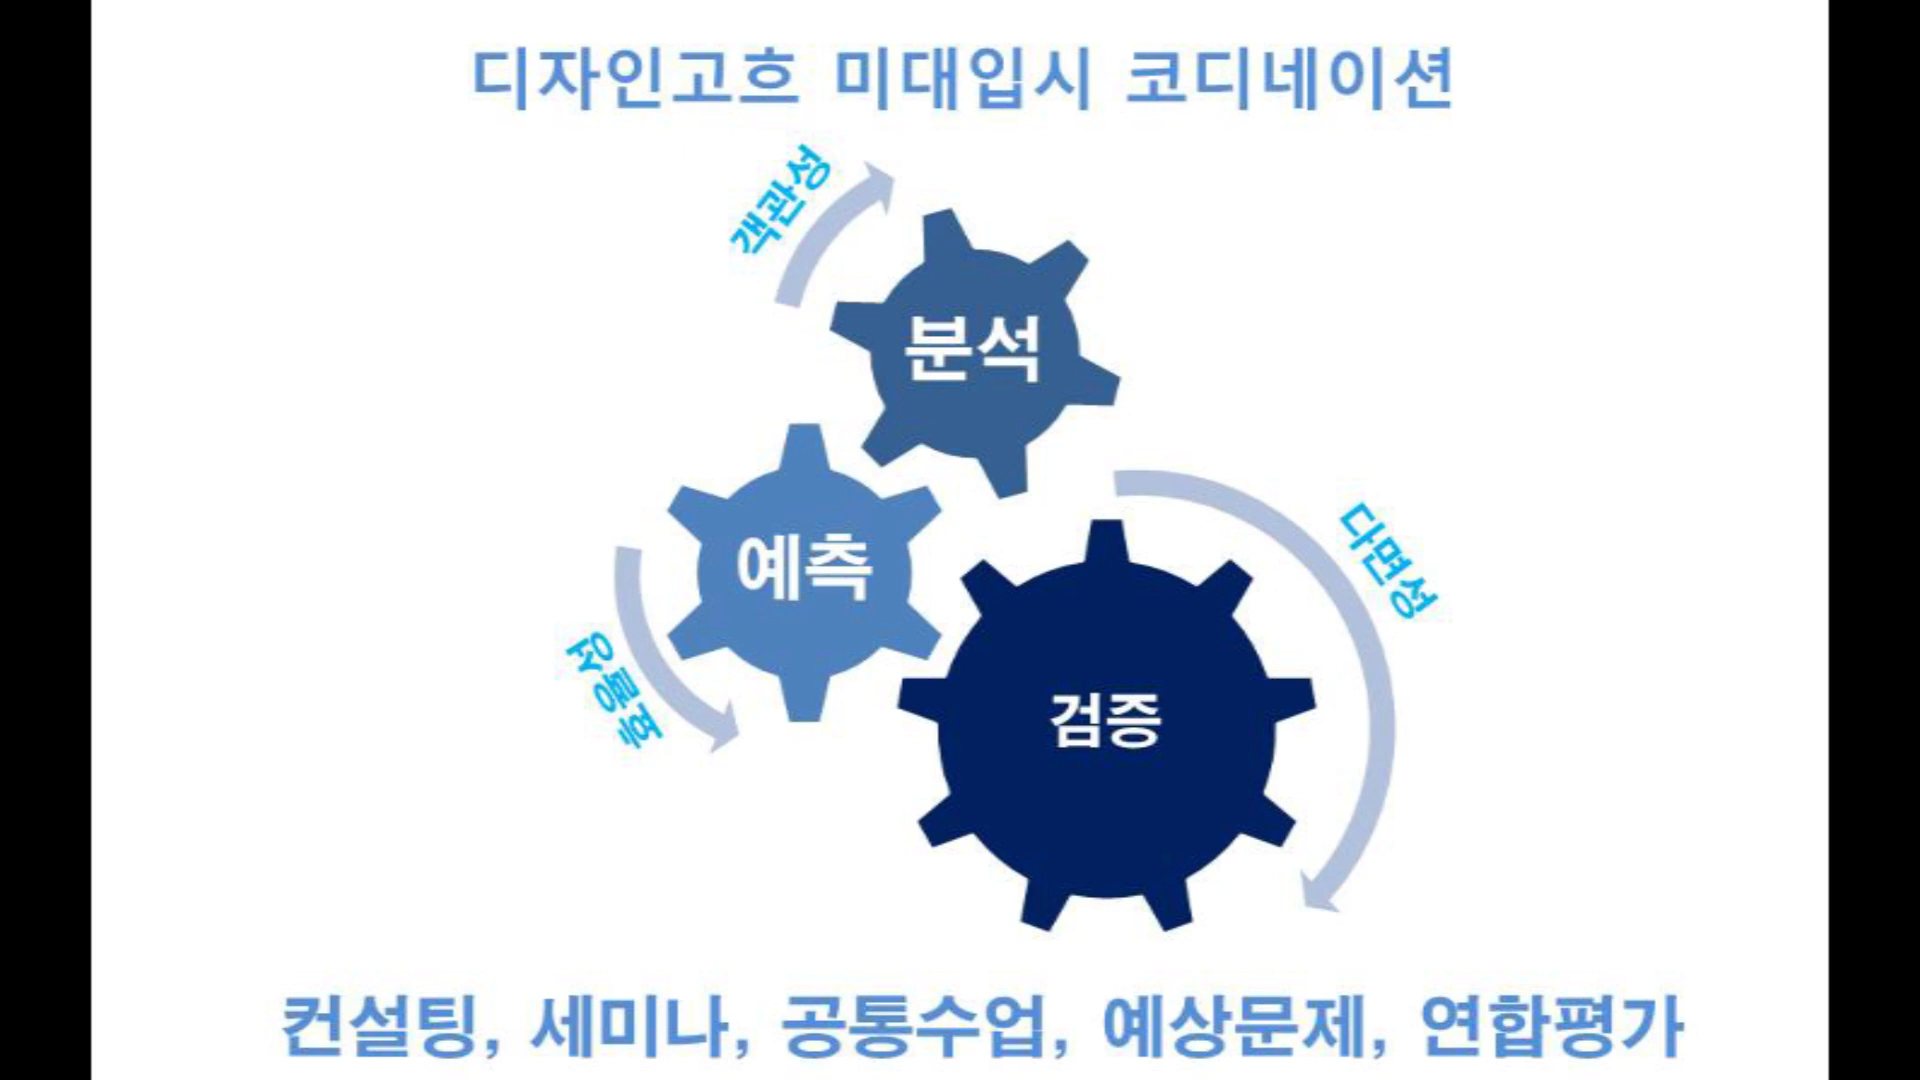 디자인고흐 미대입시 코디네이션
객관성
분석
예측
다면성
효률성
검증
컨설팅, 세미나, 공통수업, 예상문제, 연합평가